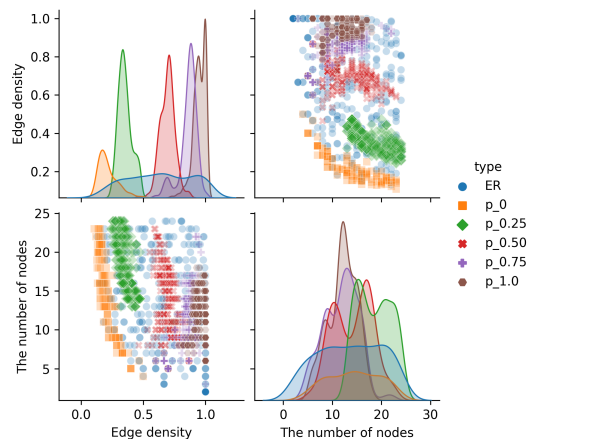 1.0
0.8
0.6
0.4
0.2
Edge density
Edge density
type
ER
p_0
p_0.25
p_0.50
p_0.75
p_1.0
25
20
15
10
5
The number of nodes
0.0 0.5 1.0
Edge density
0 10 20 30
The number of nodes